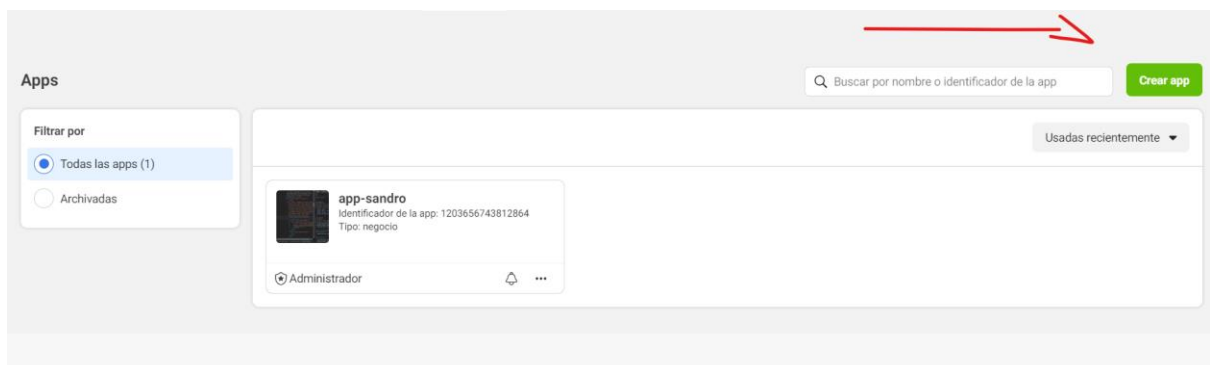 Apps
Buscar por nombre o identificador de la app
Crear app
Filtrar por
Todas las apps (1)
Archivadas
Usadas recientemente
app-sandro
Identificador de la app: 1203656743812864
Tipo: negocio
Administrador